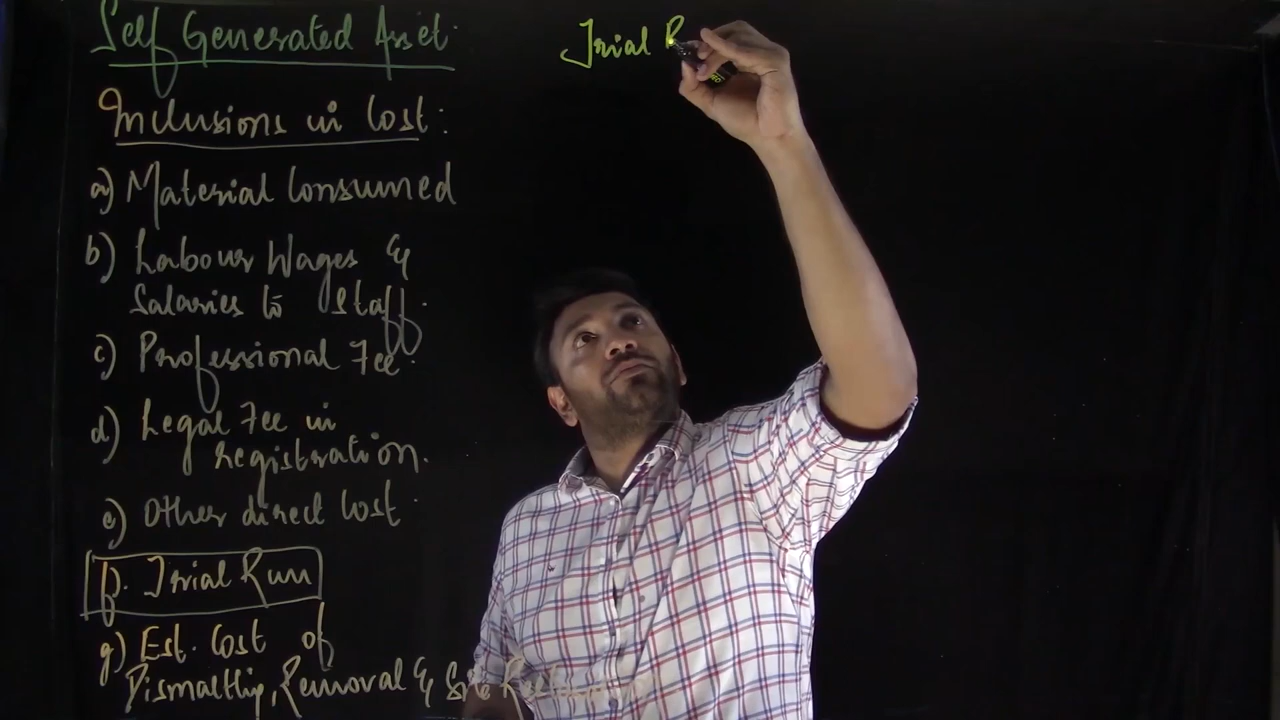 Self Generated Asset.
Inclusions in Cost:
a) Material Consumed
b) Labour Wages &
Salaries to Staff.
c) Professional Fee.
d) Legal Fee in
registration.
e) Other direct Cost.
f. Trial Run
g) Est. Cost of
Dismaltlig, Removal & Site
Trial R